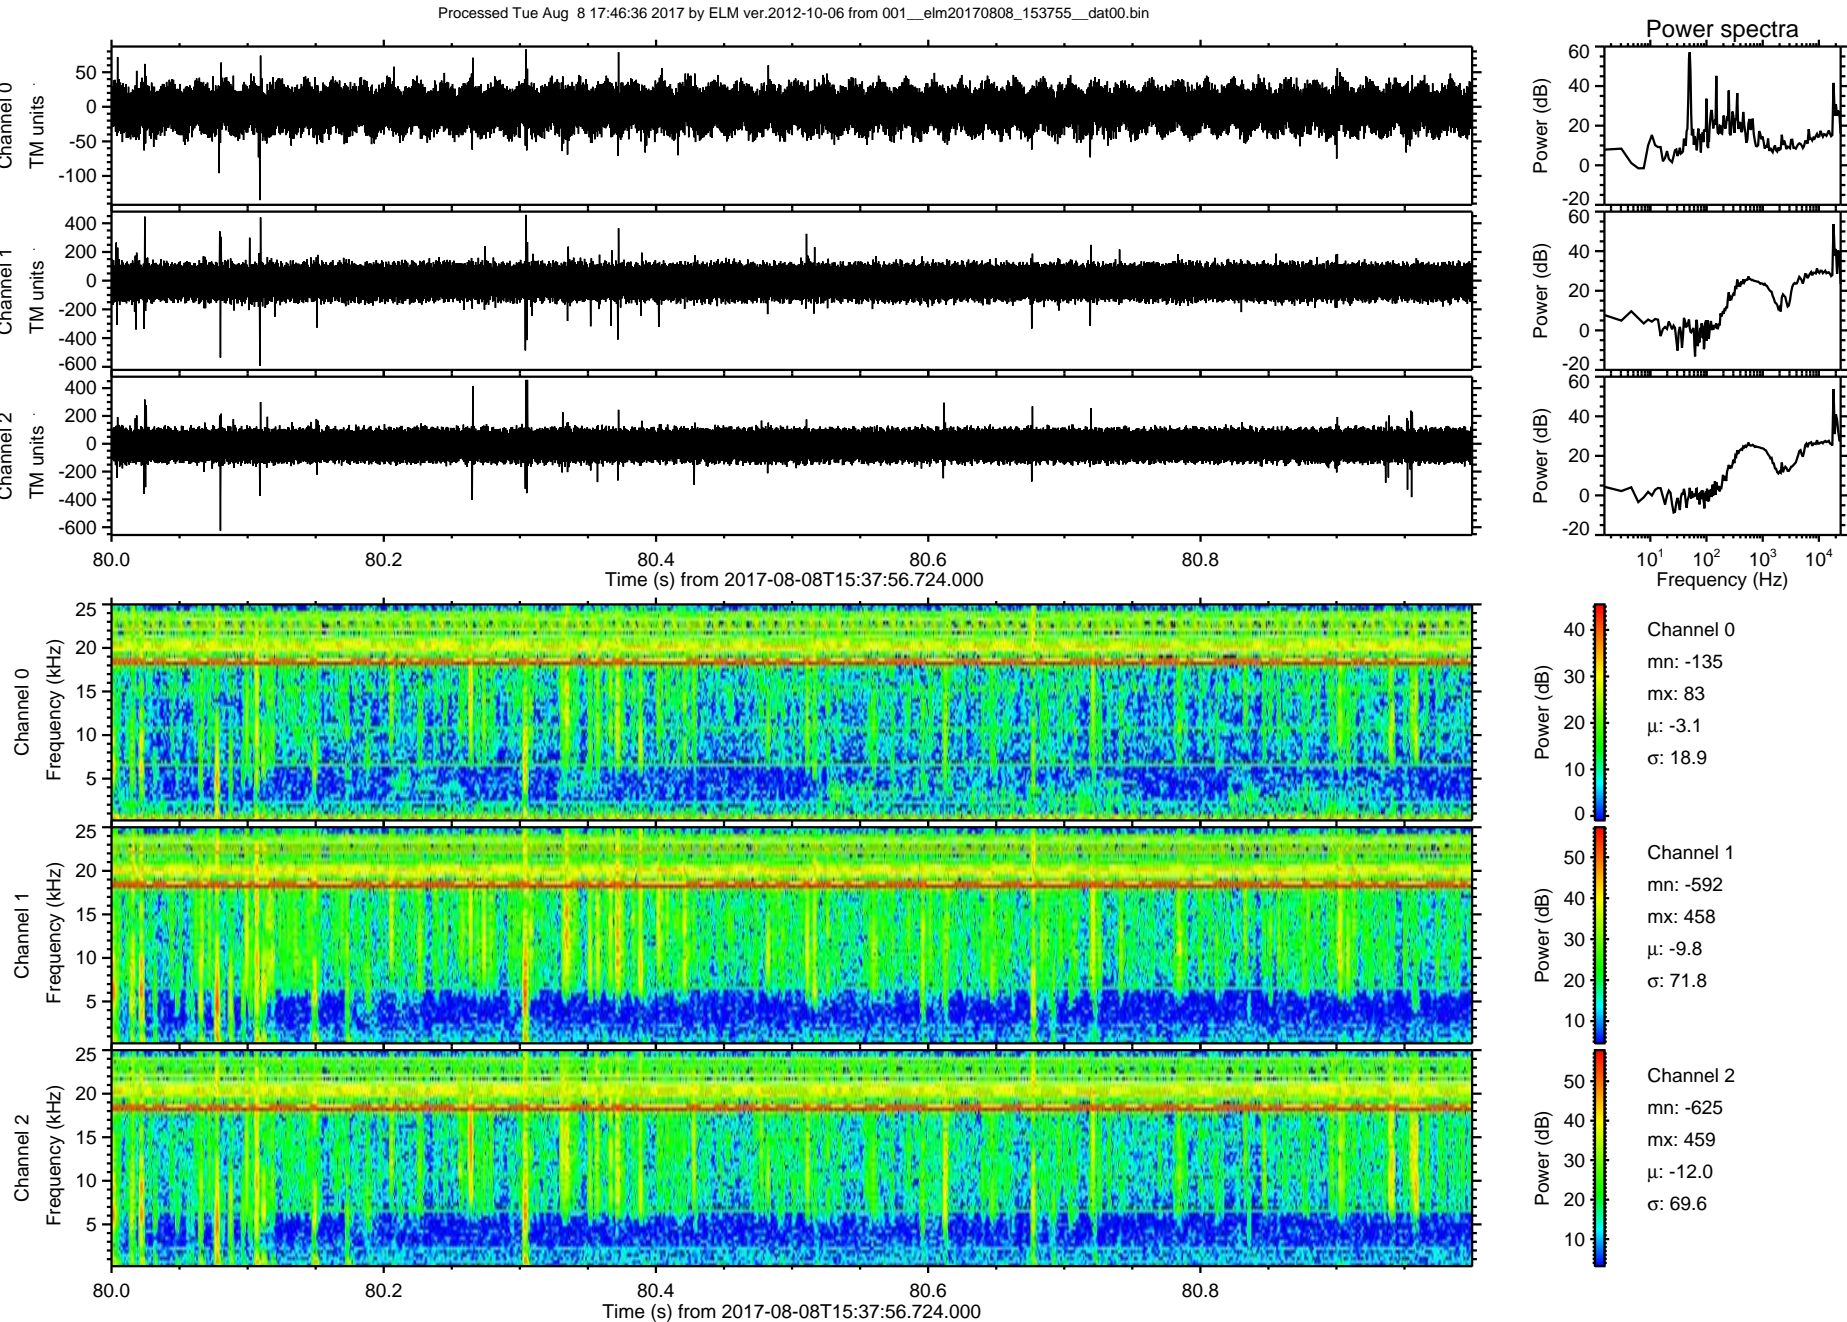 Processed Tue Aug 8 17:46:36 2017 by ELM ver.2012-10-06 from 001__elm20170808_153755__dat00.bin
Power spectra
Channel 0
TM units
50
0
-50
-100
Power (dB)
60
40
20
0
-20
Channel 1
TM units
400
200
0
-200
-400
-600
Power (dB)
60
40
20
0
-20
Channel 2
TM units
400
200
0
-200
-400
-600
Power (dB)
60
40
20
0
-20
80.0 80.2 80.4 80.6 80.8
Time (s) from 2017-08-08T15:37:56.724.000
10¹ 10² 10³ 10⁴
Frequency (Hz)
Channel 0
Frequency (kHz)
25
20
15
10
5
Power (dB)
40
30
20
10
0
Channel 0
mn: -135
mx: 83
μ: -3.1
σ: 18.9
Channel 1
Frequency (kHz)
25
20
15
10
5
Power (dB)
50
40
30
20
10
Channel 1
mn: -592
mx: 458
μ: -9.8
σ: 71.8
Channel 2
Frequency (kHz)
25
20
15
10
5
Power (dB)
50
40
30
20
10
Channel 2
mn: -625
mx: 459
μ: -12.0
σ: 69.6
80.0 80.2 80.4 80.6 80.8
Time (s) from 2017-08-08T15:37:56.724.000